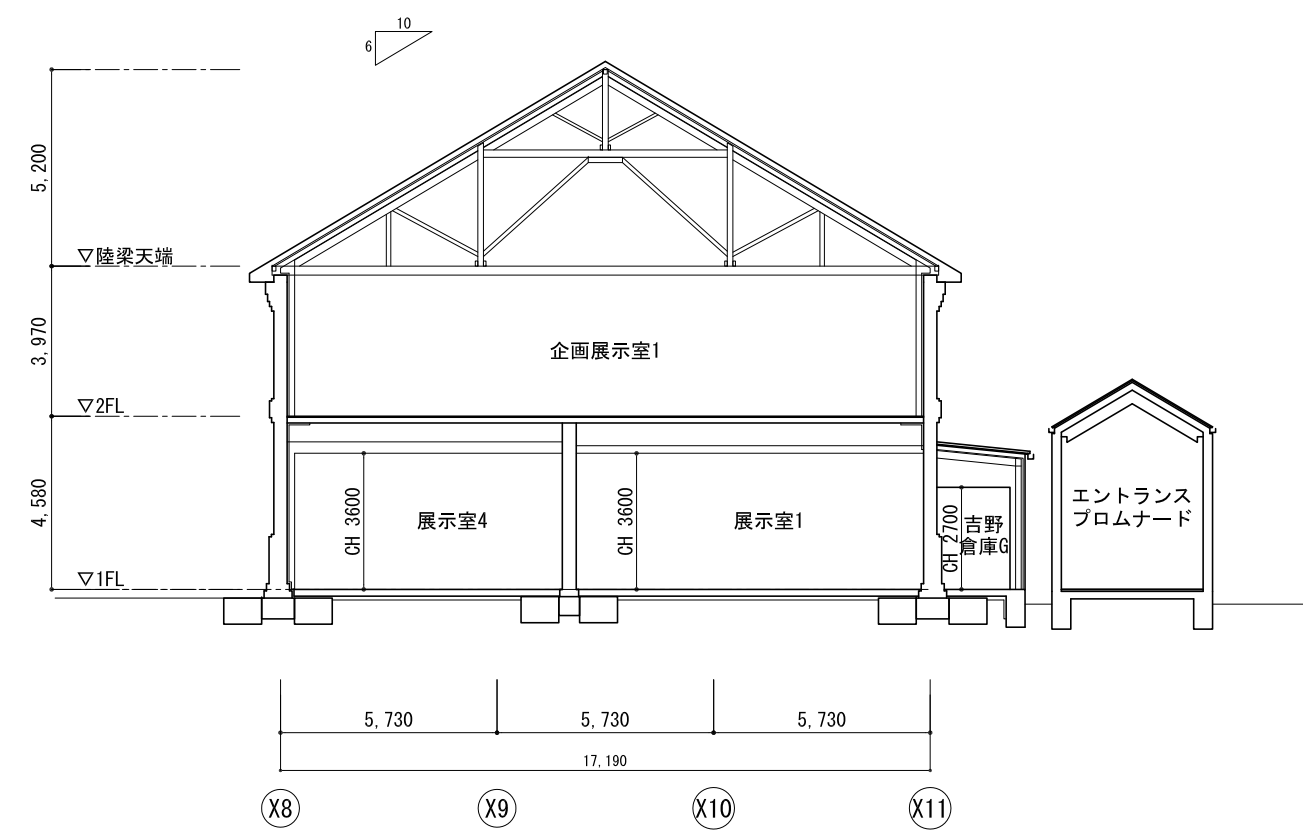 10
6
5,200
▽陸梁天端
3,970
企画展示室1
▽2FL
4,580
CH 3600
展示室4
CH 3600
展示室1
CH 2700
吉野
倉庫G
エントランス
プロムナード
▽1FL
5,730
5,730
5,730
17,190
X8
X9
X10
X11